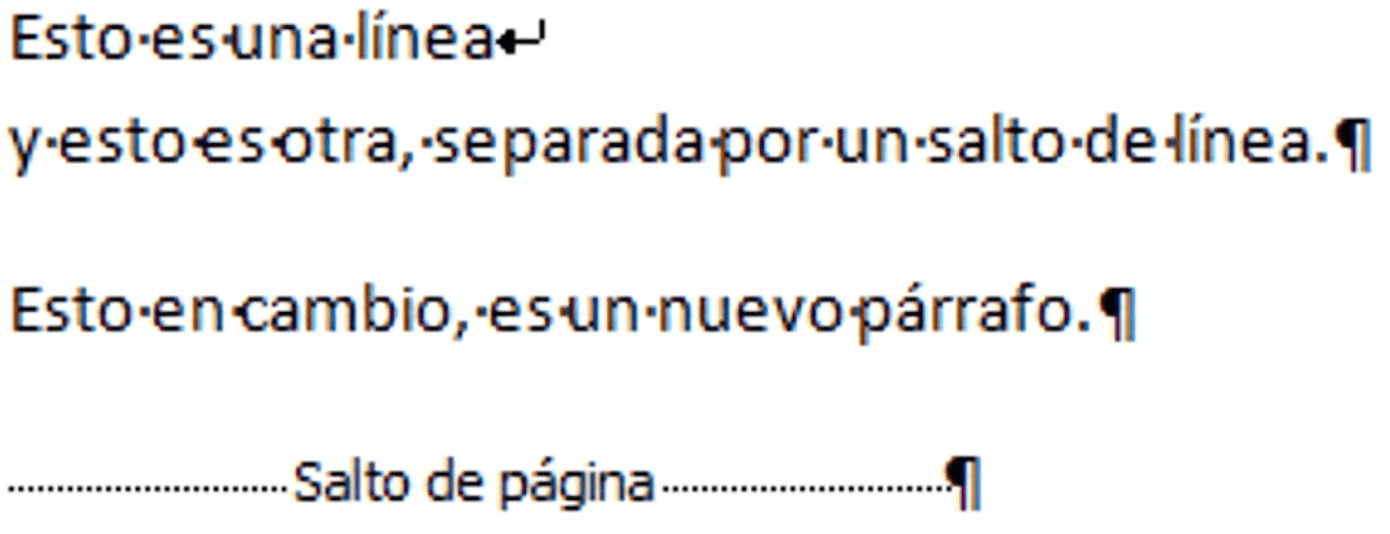 Esto·es·una·línea↵
y·esto·es·otra,·separada·por·un·salto·de·línea.¶
Esto·en·cambio,·es·un·nuevo·párrafo.¶
Salto de página¶